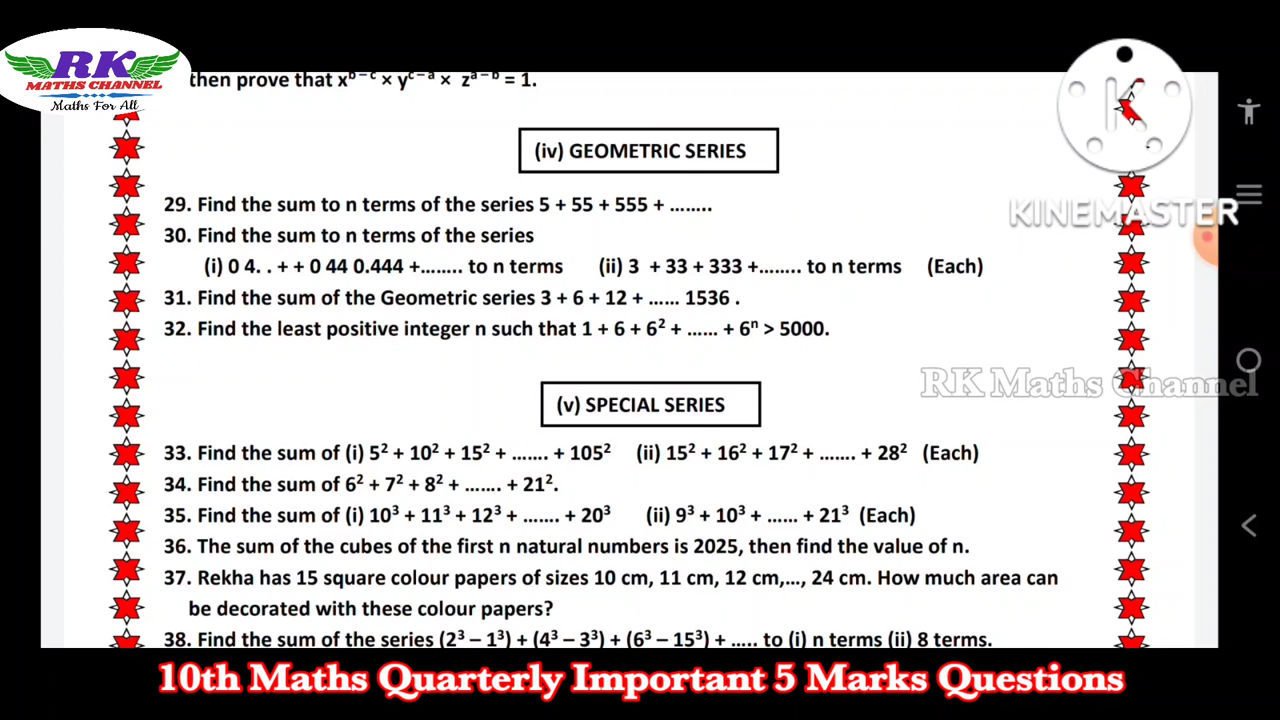 RK
MATHS CHANNEL
Maths For All
then prove that x^(b – c) × y^(c – a) × z^(a – b) = 1.
K
KINEMASTER
(iv) GEOMETRIC SERIES
29. Find the sum to n terms of the series 5 + 55 + 555 + ........
30. Find the sum to n terms of the series
(i) 0 4. . + + 0 44 0.444 +........ to n terms (ii) 3 + 33 + 333 +........ to n terms (Each)
31. Find the sum of the Geometric series 3 + 6 + 12 + ...... 1536 .
32. Find the least positive integer n such that 1 + 6 + 6² + ...... + 6ⁿ > 5000.
RK Maths Channel
(v) SPECIAL SERIES
33. Find the sum of (i) 5² + 10² + 15² + ....... + 105² (ii) 15² + 16² + 17² + ....... + 28² (Each)
34. Find the sum of 6² + 7² + 8² + ....... + 21².
35. Find the sum of (i) 10³ + 11³ + 12³ + ....... + 20³ (ii) 9³ + 10³ + ...... + 21³ (Each)
36. The sum of the cubes of the first n natural numbers is 2025, then find the value of n.
37. Rekha has 15 square colour papers of sizes 10 cm, 11 cm, 12 cm,..., 24 cm. How much area can
be decorated with these colour papers?
38. Find the sum of the series (2³ – 1³) + (4³ – 3³) + (6³ – 15³) + ..... to (i) n terms (ii) 8 terms.
10th Maths Quarterly Important 5 Marks Questions